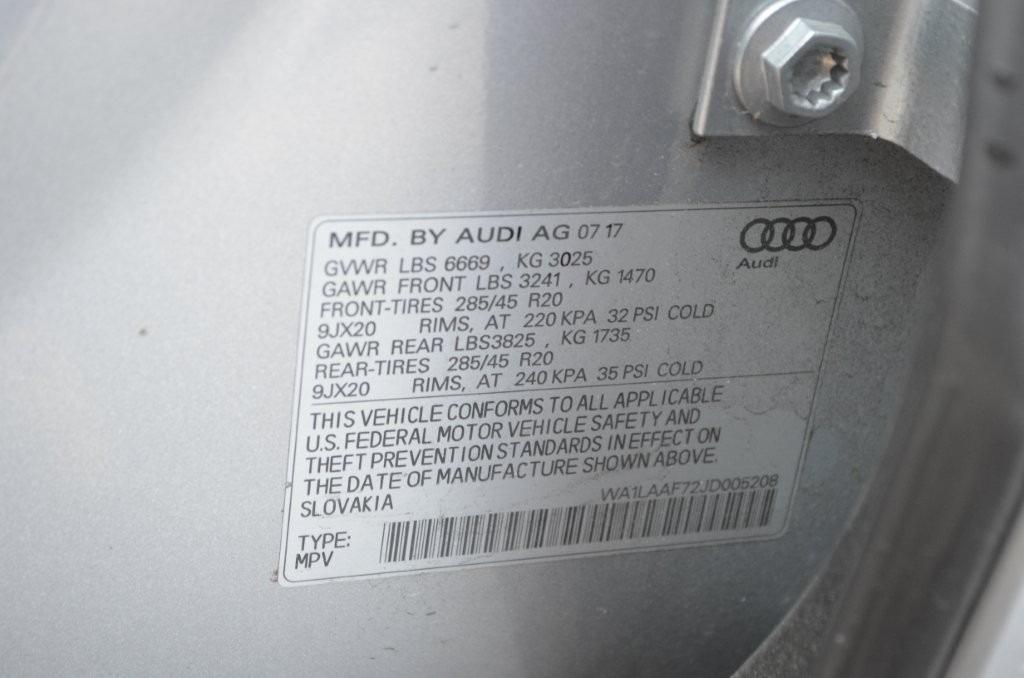 MFD. BY AUDI AG 07 17
Audi
GVWR LBS 6669 , KG 3025
GAWR FRONT LBS 3241 , KG 1470
FRONT-TIRES 285/45 R20
9JX20 RIMS, AT 220 KPA 32 PSI COLD
GAWR REAR LBS3825 , KG 1735
REAR-TIRES 285/45 R20
9JX20 RIMS, AT 240 KPA 35 PSI COLD
THIS VEHICLE CONFORMS TO ALL APPLICABLE
U.S. FEDERAL MOTOR VEHICLE SAFETY AND
THEFT PREVENTION STANDARDS IN EFFECT ON
THE DATE OF MANUFACTURE SHOWN ABOVE.
SLOVAKIA WA1LAAF72JD005208
TYPE:
MPV